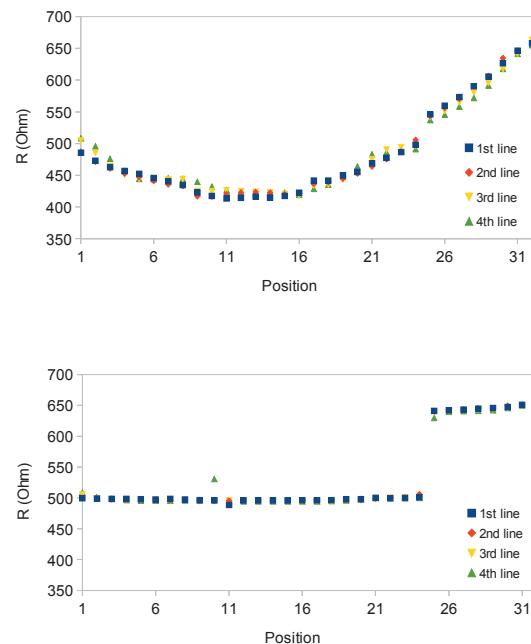 700
650
600
550
500
450
400
350
R (Ohm)
1st line
2nd line
3rd line
4th line
1 6 11 16 21 26 31
Position
700
650
600
550
500
450
400
350
R (Ohm)
1st line
2nd line
3rd line
4th line
1 6 11 16 21 26 31
Position